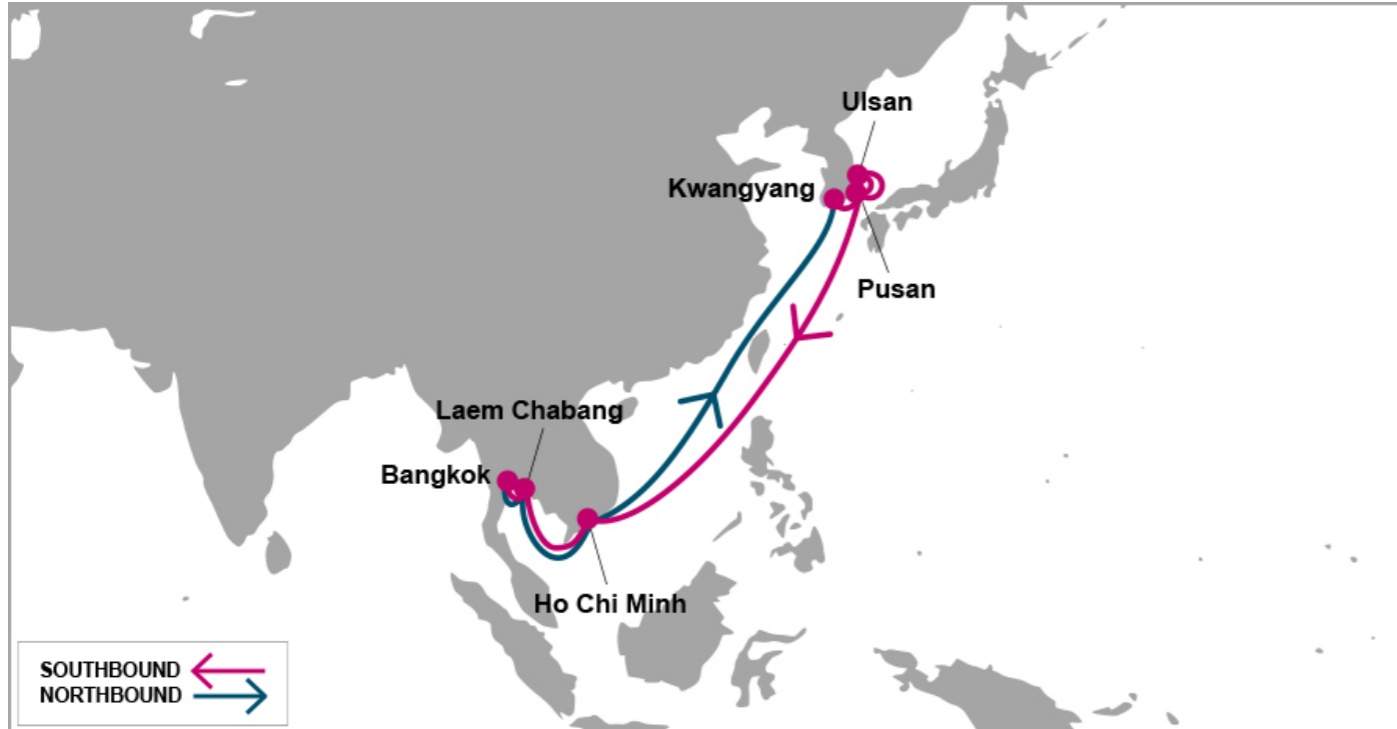 Ulsan
Kwangyang
Pusan
Laem Chabang
Bangkok
Ho Chi Minh
SOUTHBOUND
NORTHBOUND